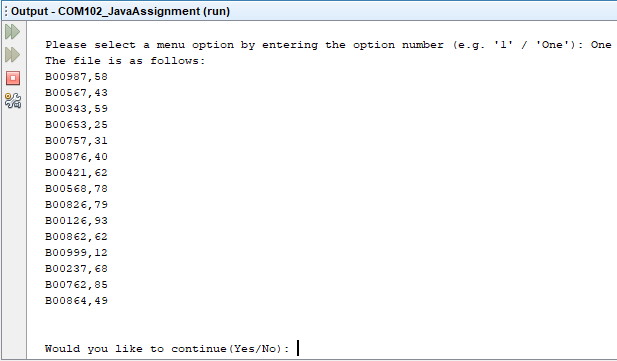 Output - COM102_JavaAssignment (run)
Please select a menu option by entering the option number (e.g. '1' / 'One'): One
The file is as follows:
B00987,58
B00567,43
B00343,59
B00653,25
B00757,31
B00876,40
B00421,62
B00568,78
B00826,79
B00126,93
B00862,62
B00999,12
B00237,68
B00762,85
B00864,49
Would you like to continue(Yes/No):